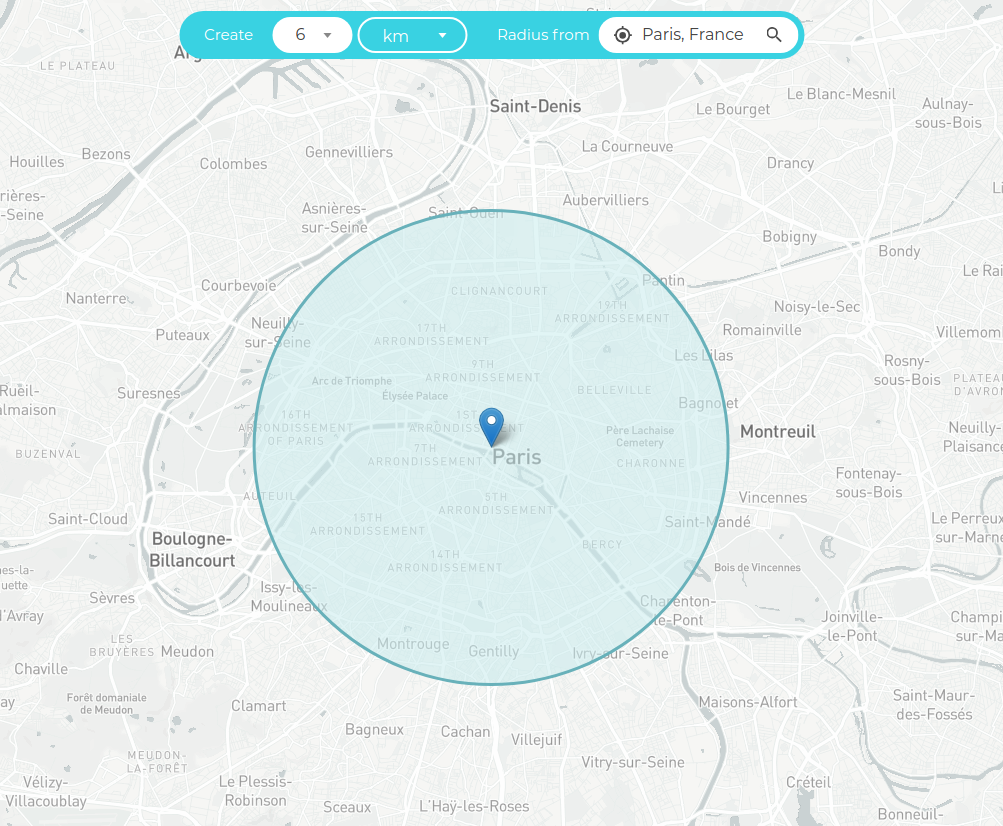 Create 6 km Radius from Paris, France
LE PLATEAU
Saint-Denis
Le Bourget
Le Blanc-Mesnil
Aulnay-
sous-Bois
Houilles
Bezons
Colombes
Gennevilliers
La Courneuve
Drancy
rières-
-Seine
Asnières-
sur-Seine
Saint-Ouen
Aubervilliers
Bobigny
Bondy
Le Rai
Nanterre
Courbevoie
CLIGNANCOURT
Pantin
Noisy-le-Sec
Puteaux
Neuilly-
sur-Seine
17TH
ARRONDISSEMENT
19TH
ARRONDISSEMENT
Romainville
Villemom
Les Lilas
Rosny-
sous-Bois
Rueil-
almaison
Suresnes
Arc de Triomphe
Élysée Palace
9TH
ARRONDISSEMENT
BELLEVILLE
Bagnolet
PLATEAU
D'AVRON
16TH
ARRONDISSEMENT
OF PARIS
1ST
ARRONDISSEMENT
Père Lachaise
Cemetery
Montreuil
Neuilly-
Plaisance
BUZENVAL
7TH
ARRONDISSEMENT
Paris
CHARONNE
Fontenay-
sous-Bois
AUTEUIL
5TH
ARRONDISSEMENT
Vincennes
Saint-Cloud
15TH
ARRONDISSEMENT
Saint-Mandé
Le Perreux
sur-Marne
Boulogne-
Billancourt
14TH
ARRONDISSEMENT
BERCY
Bois de Vincennes
nes-la-
uette
Sèvres
Issy-les-
Moulineaux
Charenton-
le-Pont
Joinville-
le-Pont
Champi
sur-Ma
d'Avray
LES
BRUYÈRES
Meudon
Montrouge
Gentilly
Ivry-sur-Seine
Chaville
Forêt domaniale
de Meudon
Clamart
Maisons-Alfort
Saint-Maur-
des-Fossés
ay
Bagneux
Cachan
Villejuif
MEUDON-
LA-FORÊT
Vitry-sur-Seine
Vélizy-
Villacoublay
Le Plessis-
Robinson
Sceaux
L'Haÿ-les-Roses
Créteil
Bonneuil-